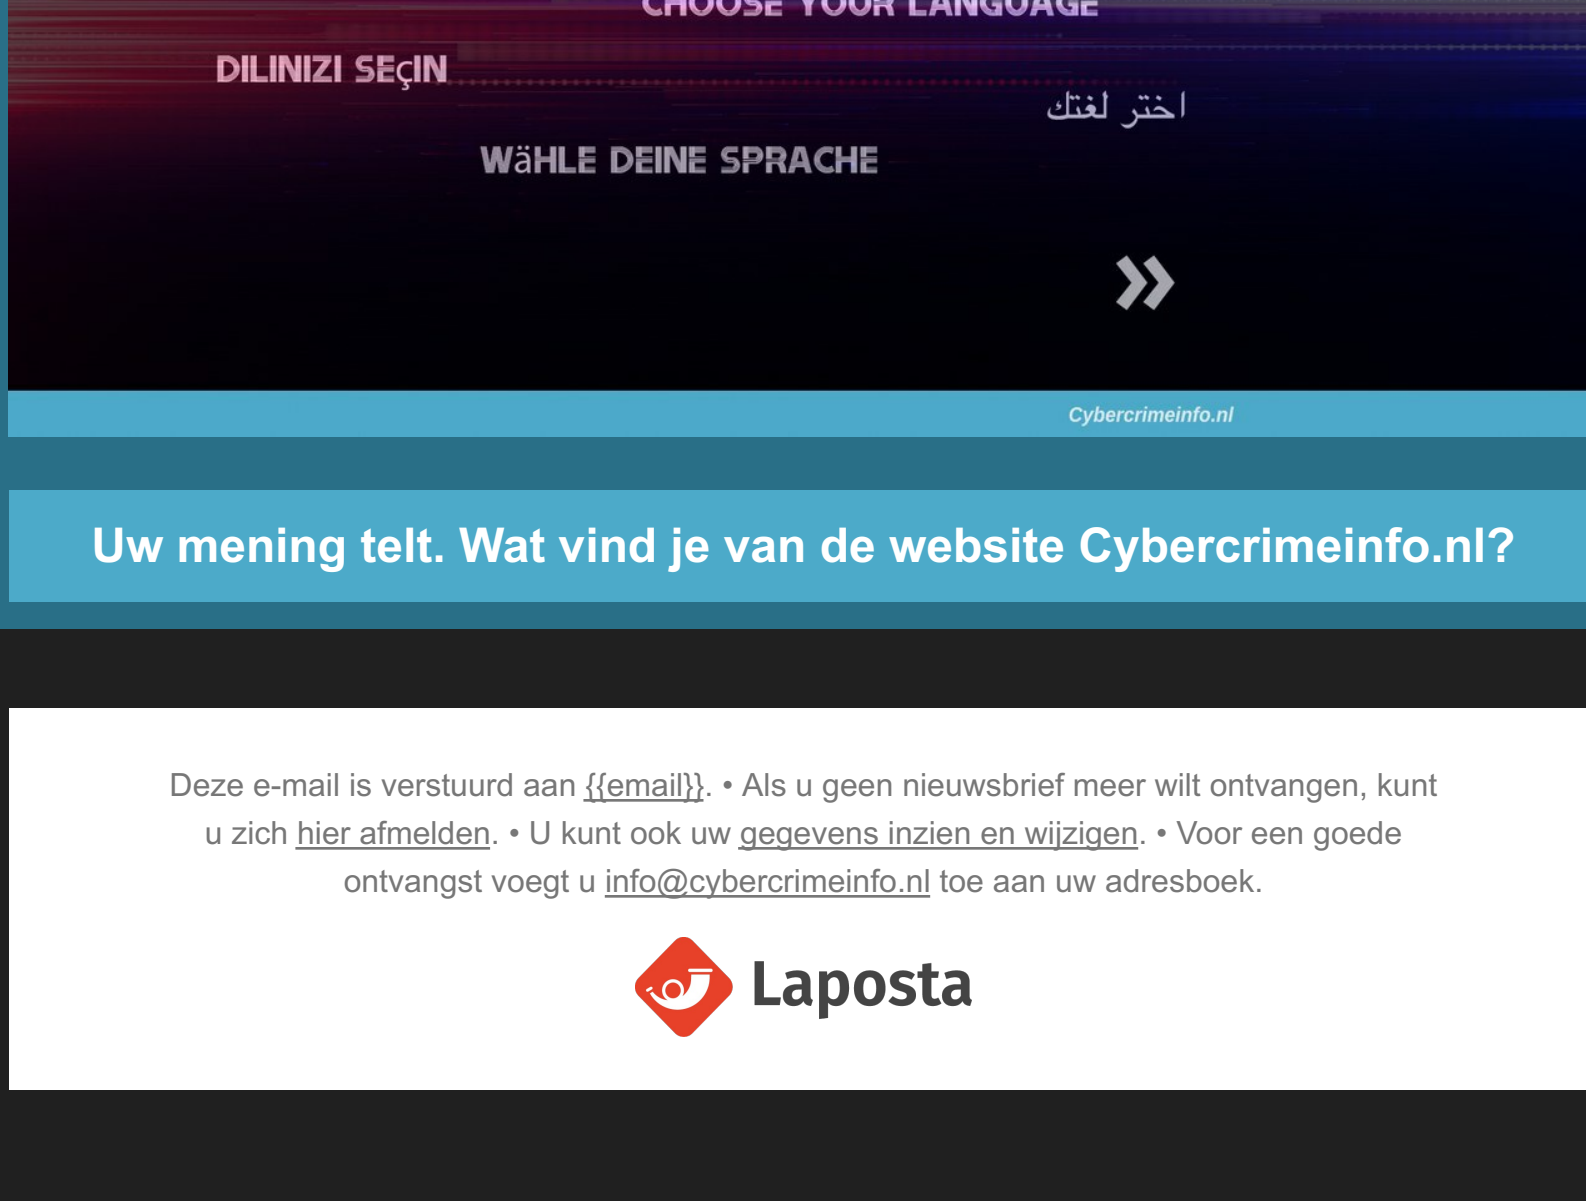 CHOOSE YOUR LANGUAGE
DILINIZI SEçIN
اختر لغتك
WäHLE DEINE SPRACHE
»
Cybercrimeinfo.nl
Uw mening telt. Wat vind je van de website Cybercrimeinfo.nl?
Deze e-mail is verstuurd aan {{email}}. • Als u geen nieuwsbrief meer wilt ontvangen, kunt
u zich hier afmelden. • U kunt ook uw gegevens inzien en wijzigen. • Voor een goede
ontvangst voegt u info@cybercrimeinfo.nl toe aan uw adresboek.
Laposta